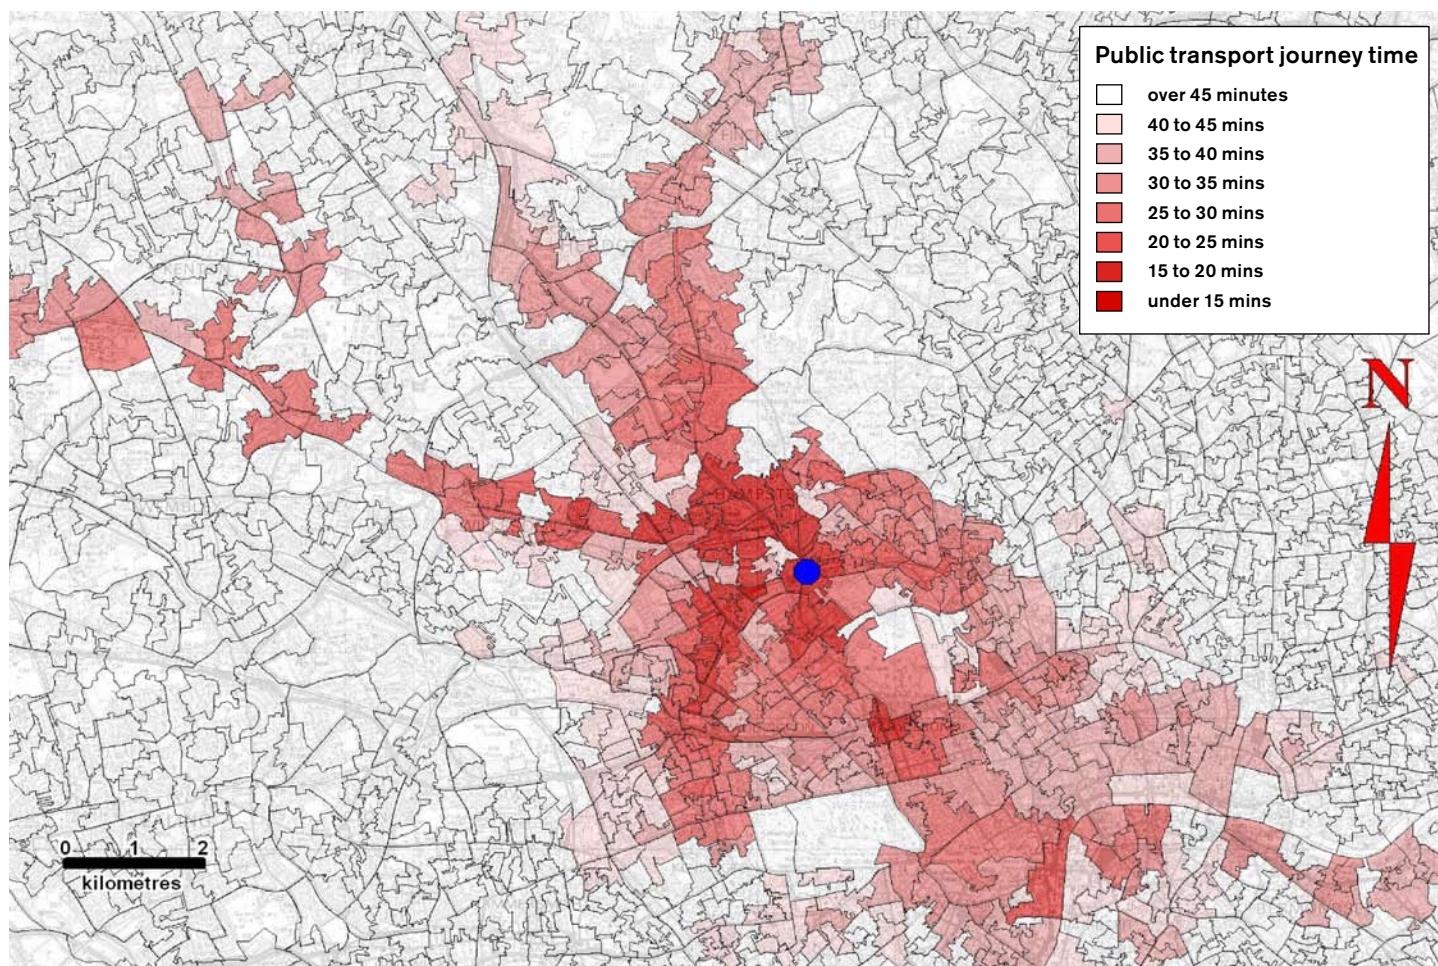 Public transport journey time
over 45 minutes
40 to 45 mins
35 to 40 mins
30 to 35 mins
25 to 30 mins
20 to 25 mins
15 to 20 mins
under 15 mins
N
0 1 2
kilometres